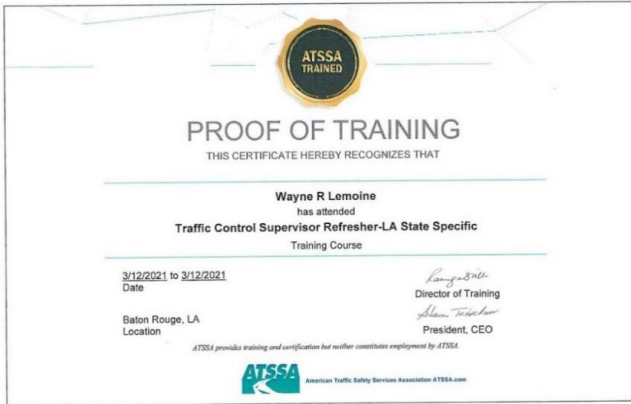 ATSSA
TRAINED
PROOF OF TRAINING
THIS CERTIFICATE HEREBY RECOGNIZES THAT
Wayne R Lemoine
has attended
Traffic Control Supervisor Refresher-LA State Specific
Training Course
3/12/2021 to 3/12/2021
Date
Director of Training
Baton Rouge, LA
Location
President, CEO
ATSSA provides training and certification but neither constitutes employment by ATSSA.
ATSSA American Traffic Safety Services Association ATSSA.com